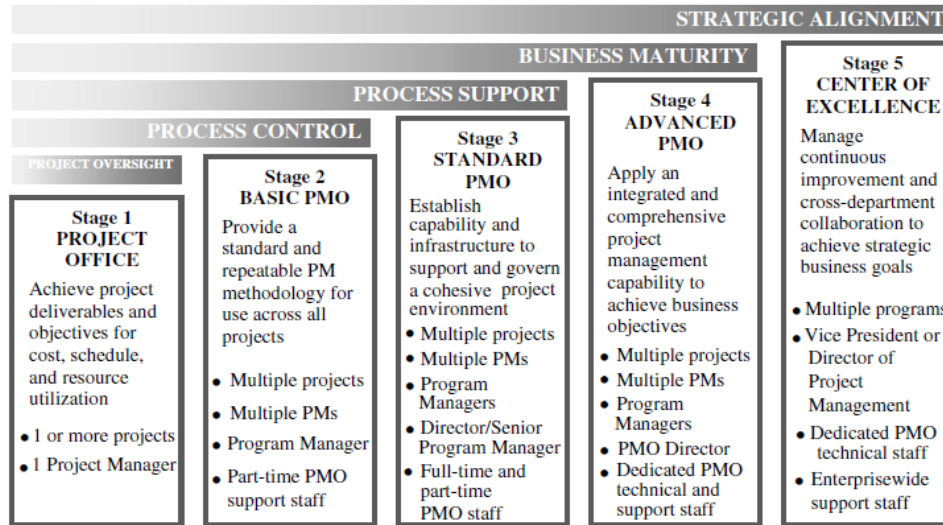 STRATEGIC ALIGNMENT
BUSINESS MATURITY
PROCESS SUPPORT
PROCESS CONTROL
PROJECT OVERSIGHT
Stage 1
PROJECT
OFFICE
Achieve project
deliverables and
objectives for
cost, schedule,
and resource
utilization
• 1 or more projects
• 1 Project Manager
Stage 2
BASIC PMO
Provide a
standard and
repeatable PM
methodology for
use across all
projects
• Multiple projects
• Multiple PMs
• Program Manager
• Part-time PMO
support staff
Stage 3
STANDARD
PMO
Establish
capability and
infrastructure to
support and govern
a cohesive project
environment
• Multiple projects
• Multiple PMs
• Program
Managers
• Director/Senior
Program Manager
• Full-time and
part-time
PMO staff
Stage 4
ADVANCED
PMO
Apply an
integrated and
comprehensive
project
management
capability to
achieve business
objectives
• Multiple projects
• Multiple PMs
• Program
Managers
• PMO Director
• Dedicated PMO
technical and
support staff
Stage 5
CENTER OF
EXCELLENCE
Manage
continuous
improvement and
cross-department
collaboration to
achieve strategic
business goals
• Multiple programs
• Vice President or
Director of
Project
Management
• Dedicated PMO
technical staff
• Enterprisewide
support staff